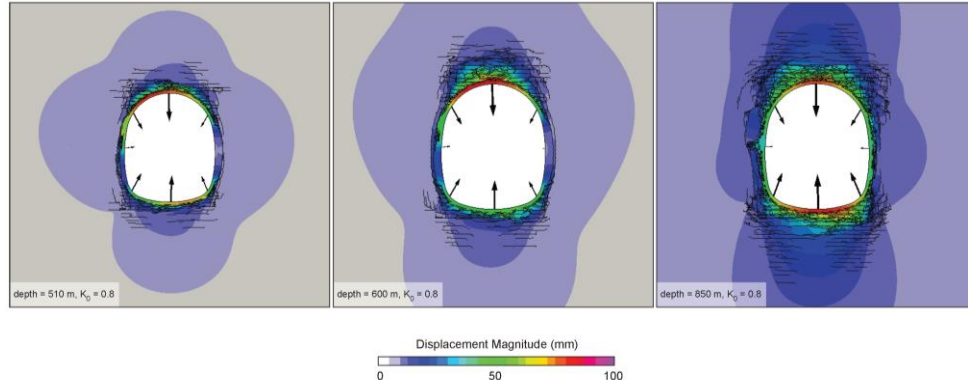 depth = 510 m, K₀ = 0.8
depth = 600 m, K₀ = 0.8
depth = 850 m, K₀ = 0.8
Displacement Magnitude (mm)
0 50 100